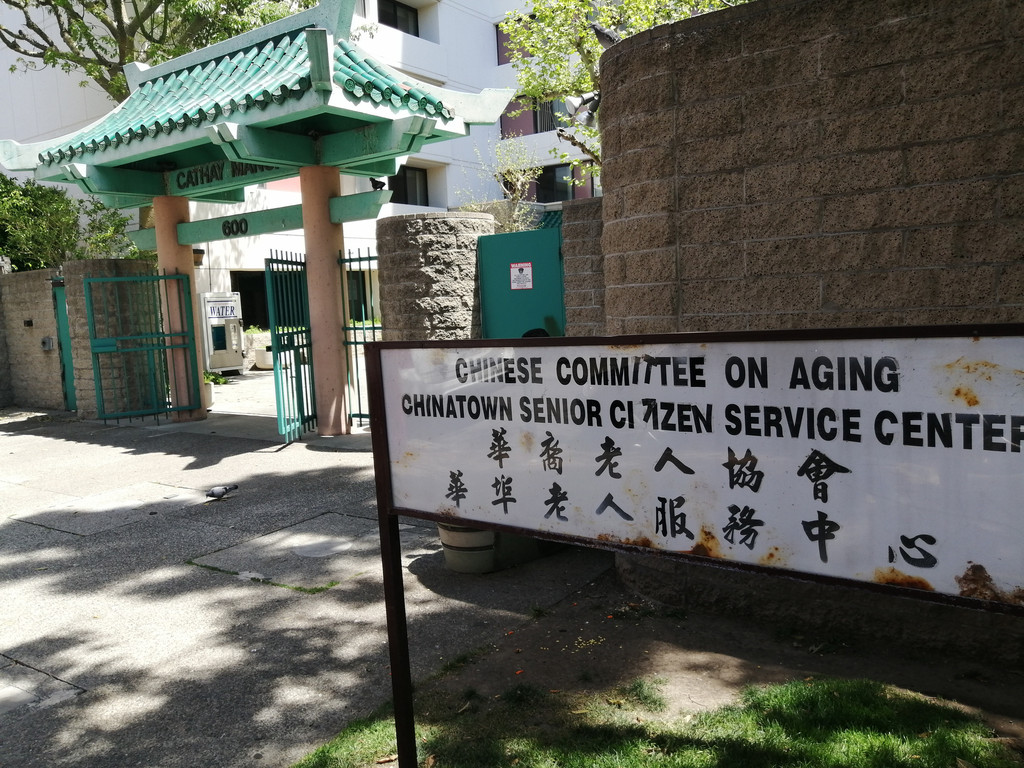 CATHAY MANOR
600
WATER
WARNING
CHINESE COMMITTEE ON AGING
CHINATOWN SENIOR CITIZEN SERVICE CENTER
華裔老人協會
華埠老人服務中心